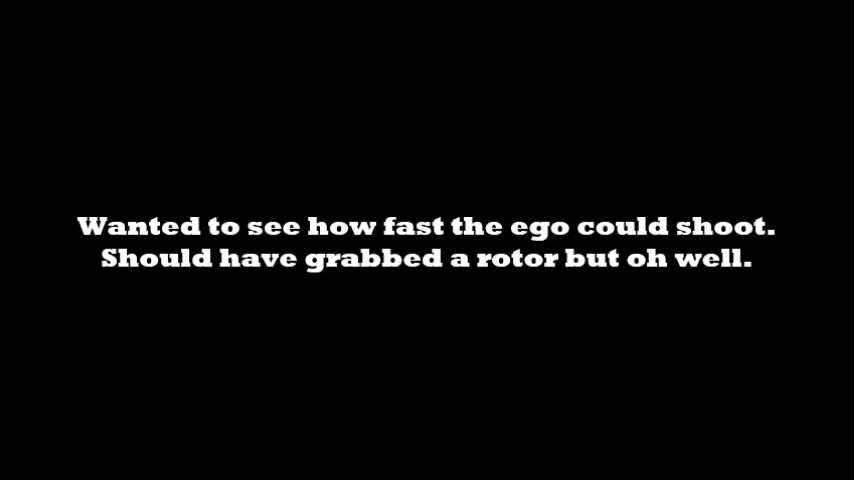 Wanted to see how fast the ego could shoot.
Should have grabbed a rotor but oh well.